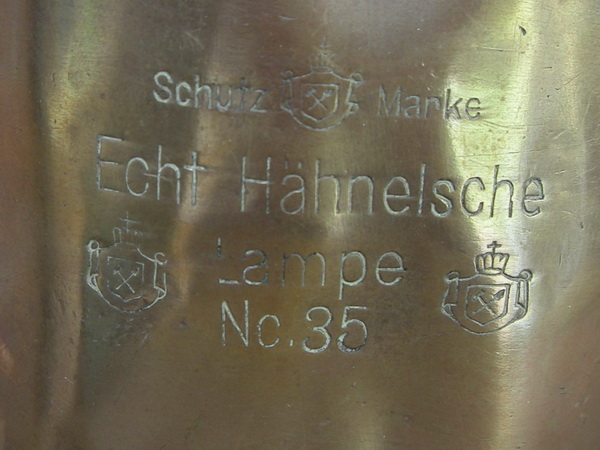 Schutz Marke
Echt Hähnelsche
Lampe
No.35